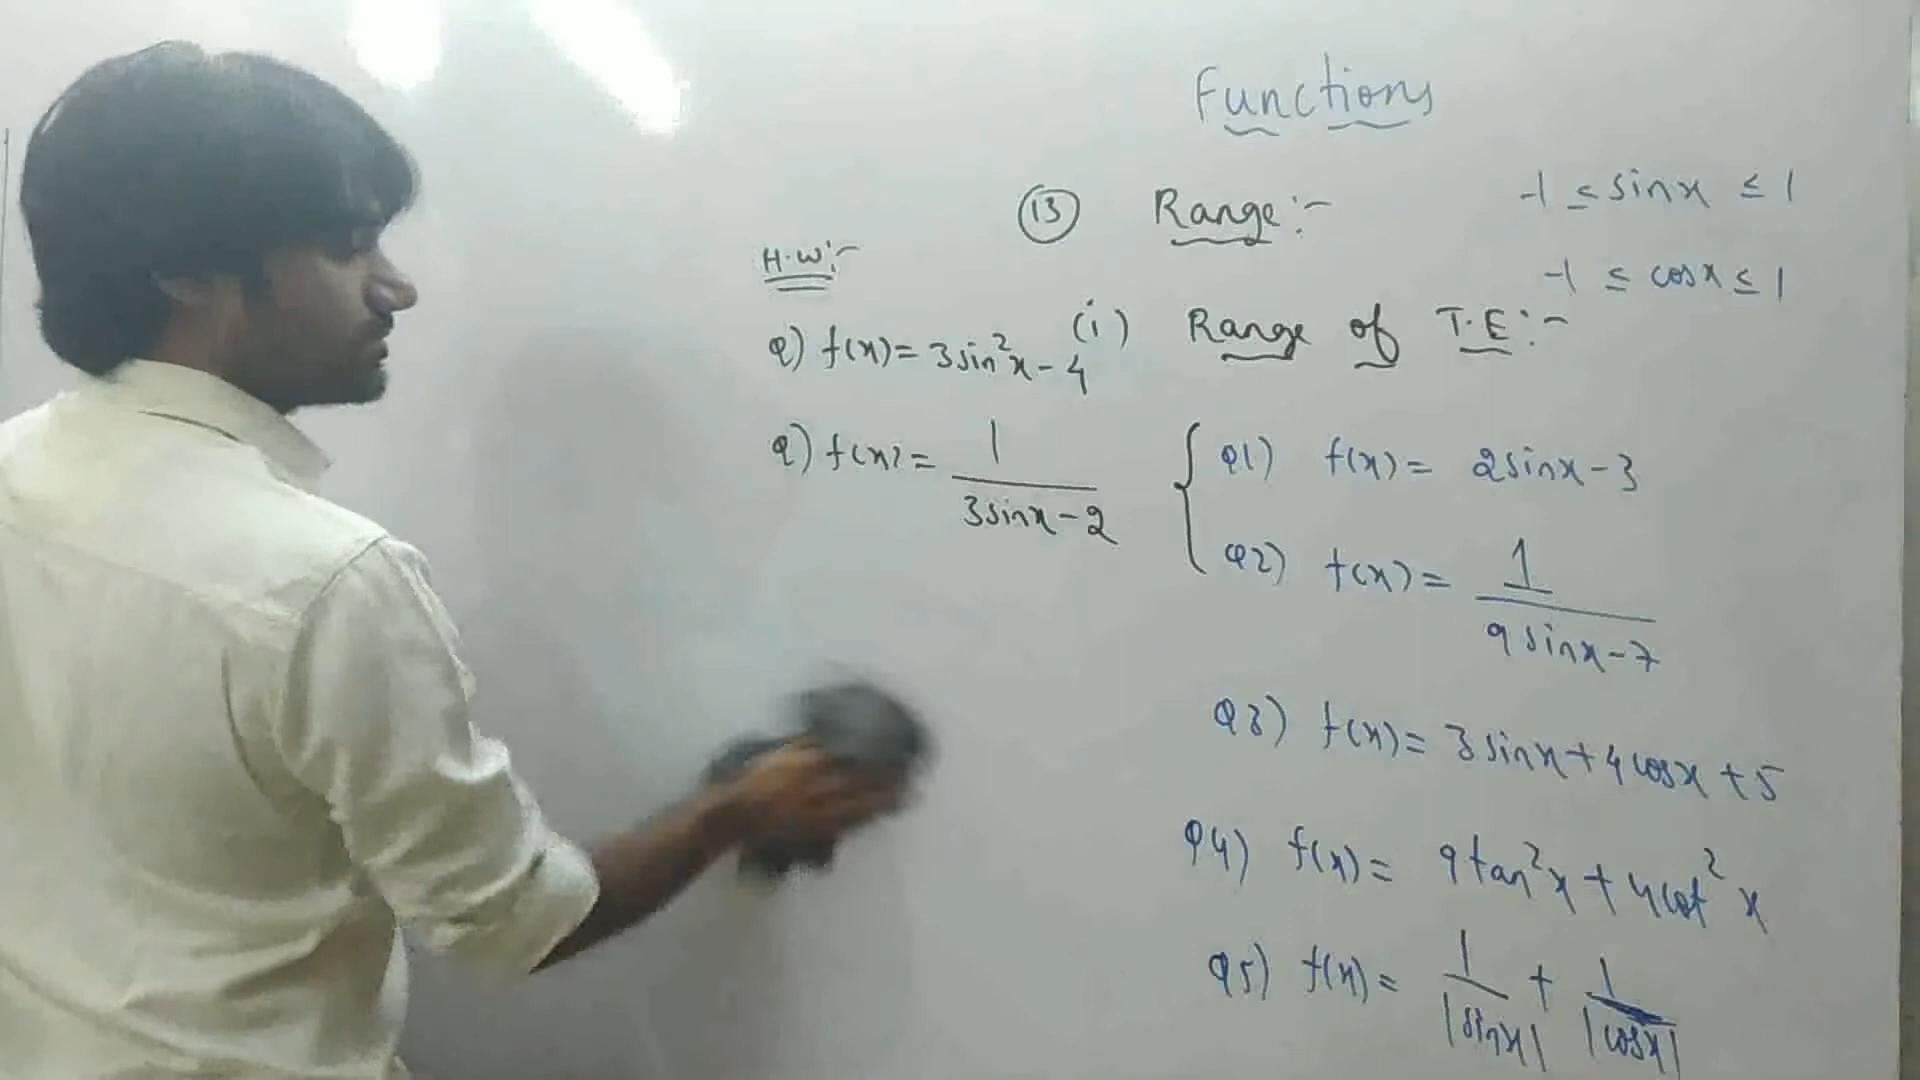 Functions
(13) Range:-
-1 ≤ sinx ≤ 1
-1 ≤ cosx ≤ 1
H.W:-
Q) f(x) = 3sin²x - 4
Q) f(x) = 1/(3sinx - 2)
(i) Range of T.E:-
Q1) f(x) = 2sinx - 3
Q2) f(x) = 1/(9sinx - 7)
Q3) f(x) = 3sinx + 4cosx + 5
Q4) f(x) = 9tan²x + 4cot²x
Q5) f(x) = 1/|sinx| + 1/|cosx|